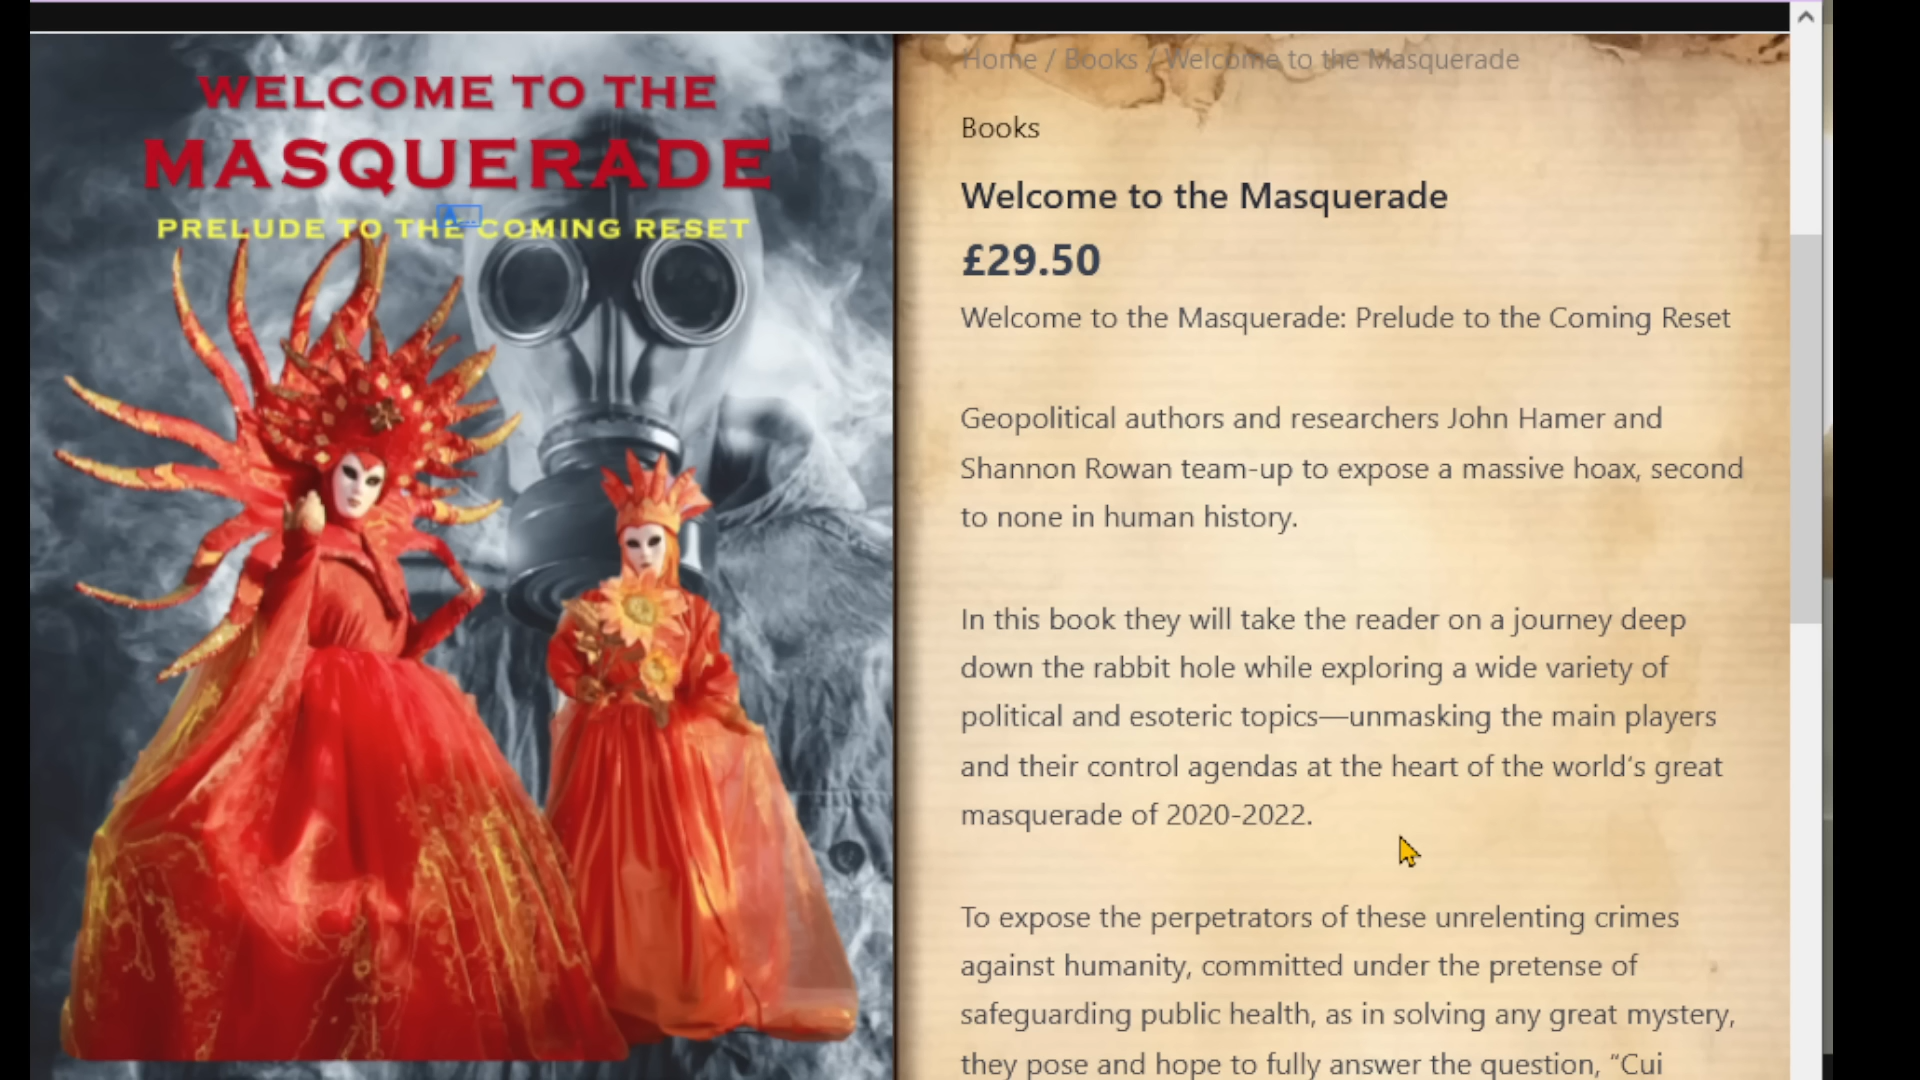 WELCOME TO THE
MASQUERADE
PRELUDE TO THE COMING RESET
Home / Books / Welcome to the Masquerade
Books
Welcome to the Masquerade
£29.50
Welcome to the Masquerade: Prelude to the Coming Reset
Geopolitical authors and researchers John Hamer and
Shannon Rowan team-up to expose a massive hoax, second
to none in human history.
In this book they will take the reader on a journey deep
down the rabbit hole while exploring a wide variety of
political and esoteric topics—unmasking the main players
and their control agendas at the heart of the world's great
masquerade of 2020-2022.
To expose the perpetrators of these unrelenting crimes
against humanity, committed under the pretense of
safeguarding public health, as in solving any great mystery,
they pose and hope to fully answer the question, “Cui